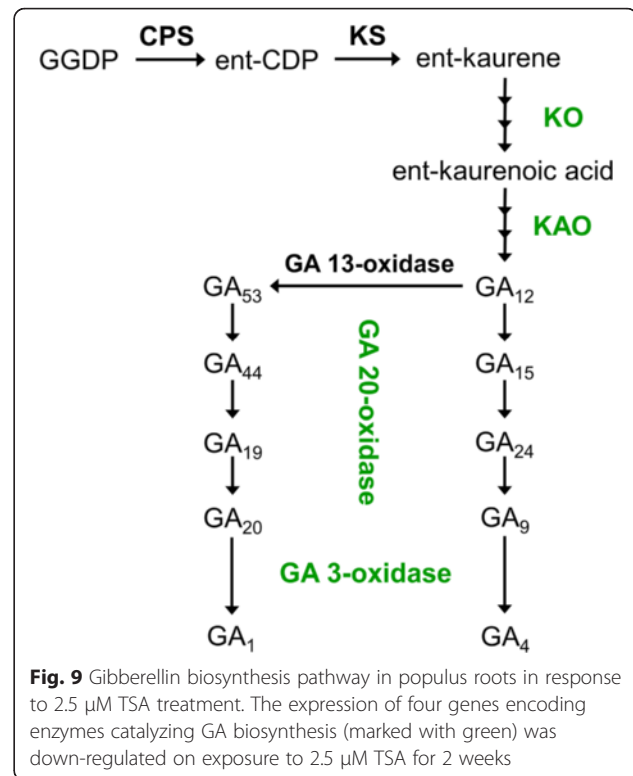 CPS KS
GGDP ent-CDP ent-kaurene
KO
ent-kaurenoic acid
KAO
GA 13-oxidase
GA53 GA12
GA 20-oxidase
GA44 GA15
GA19 GA24
GA20 GA9
GA 3-oxidase
GA1 GA4
Fig. 9 Gibberellin biosynthesis pathway in populus roots in response
to 2.5 μM TSA treatment. The expression of four genes encoding
enzymes catalyzing GA biosynthesis (marked with green) was
down-regulated on exposure to 2.5 μM TSA for 2 weeks